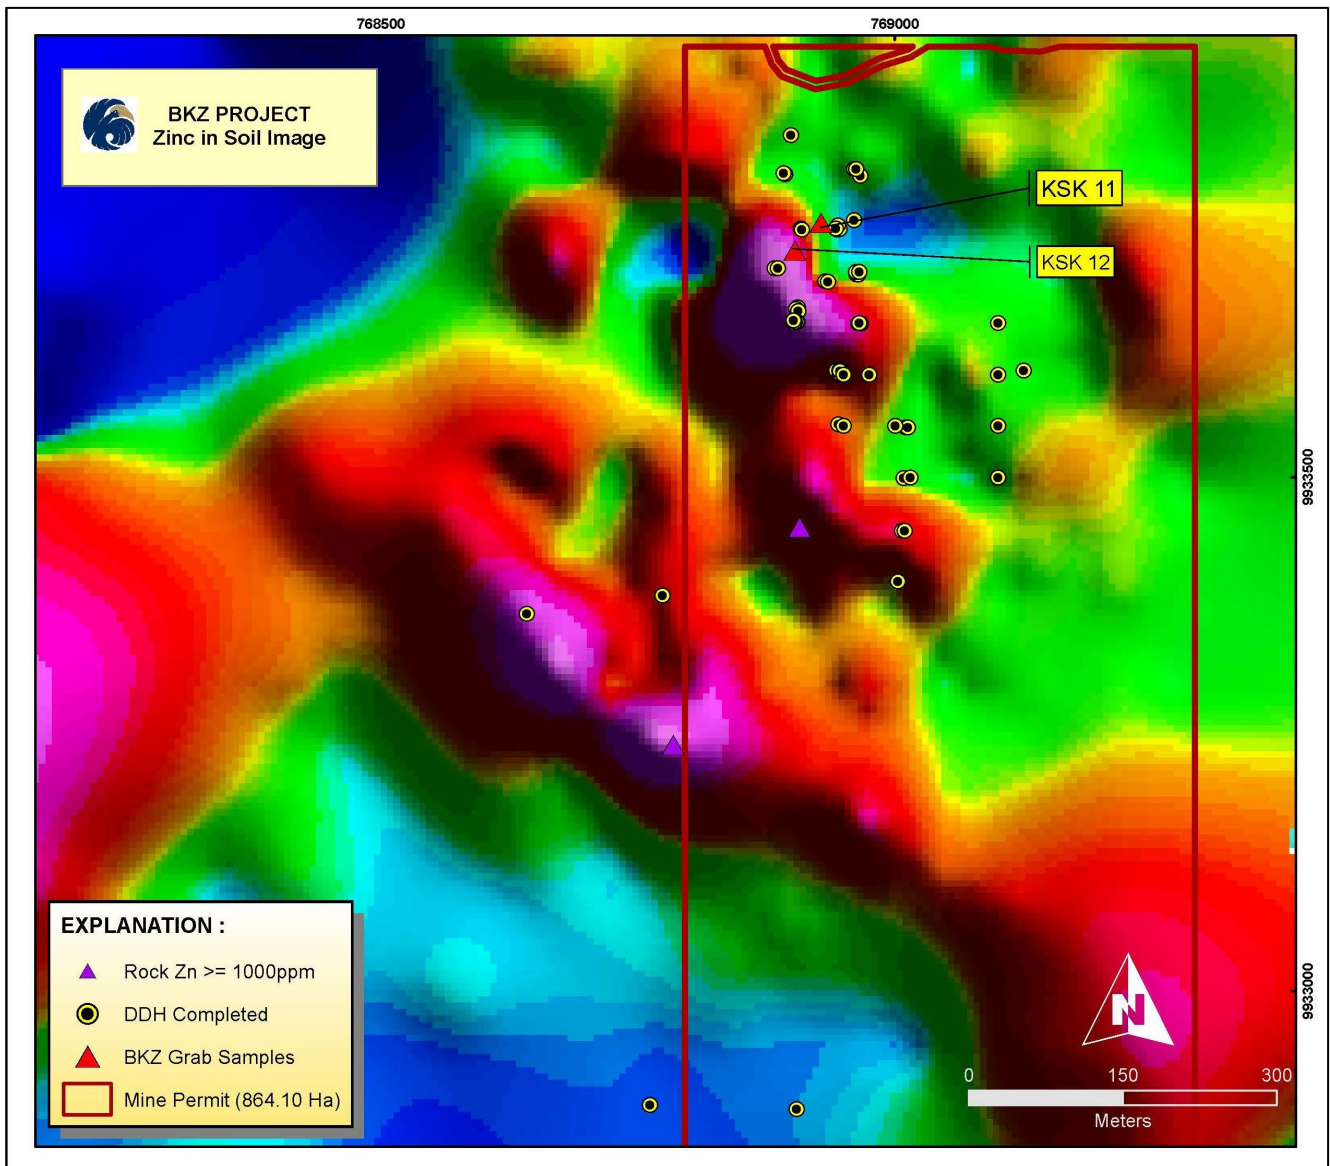 768500
769000
BKZ PROJECT
Zinc in Soil Image
KSK 11
KSK 12
9933500
EXPLANATION :
Rock Zn >= 1000ppm
DDH Completed
BKZ Grab Samples
Mine Permit (864.10 Ha)
N
9933000
0 150 300
Meters